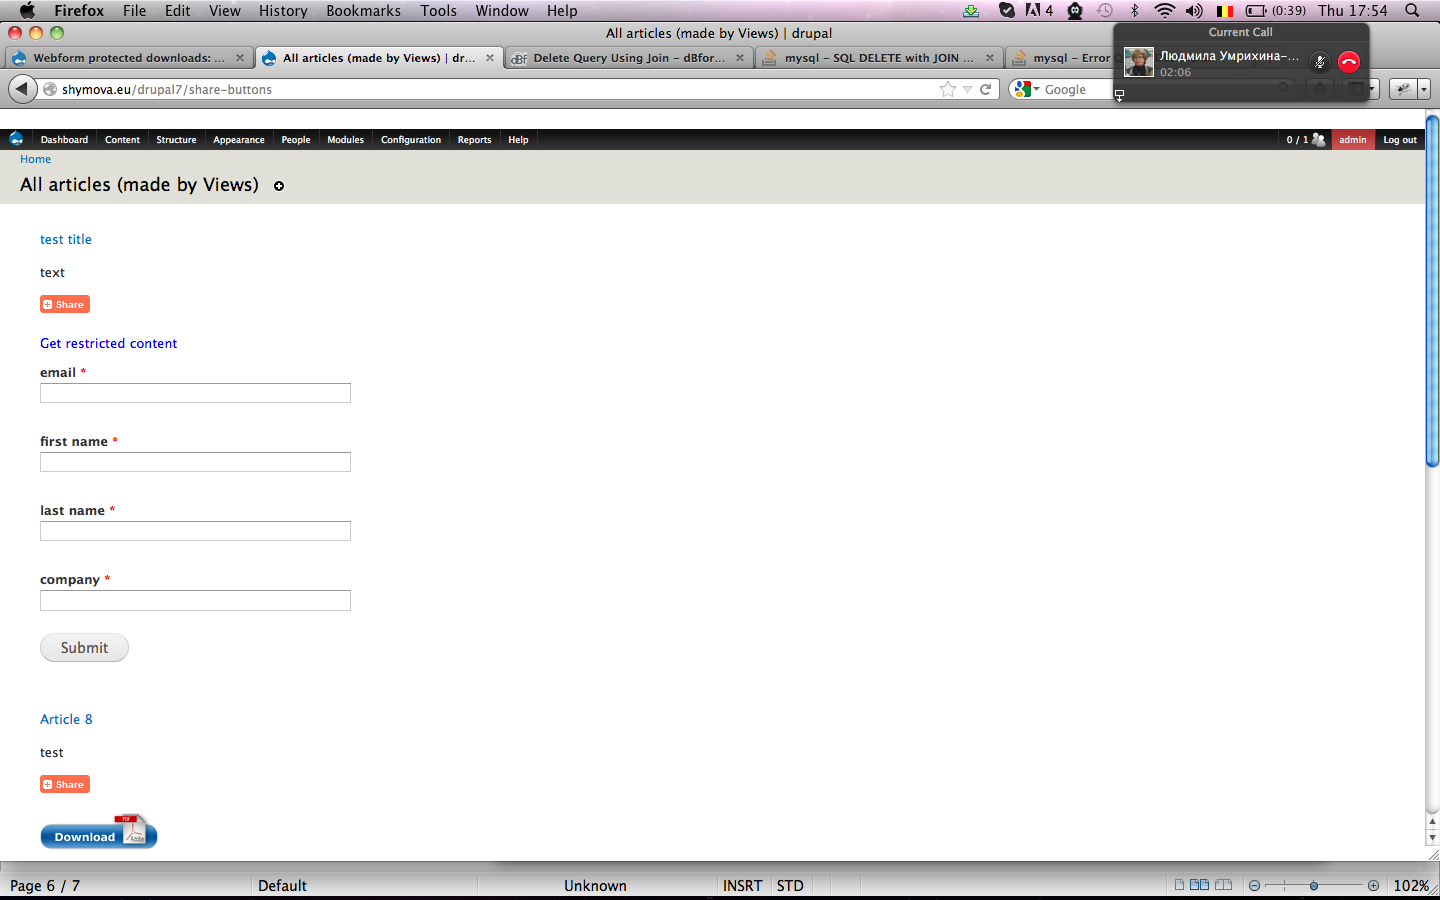 Firefox File Edit View History Bookmarks Tools Window Help 4 (0:39) Thu 17:54
All articles (made by Views) | drupal
Current Call
Людмила Умрихина-...
02:06
Webform protected downloads: ... All articles (made by Views) | dr... dBf Delete Query Using Join - dBfor... mysql - SQL DELETE with JOIN ... mysql - Error
shymova.eu/drupal7/share-buttons Google
Dashboard Content Structure Appearance People Modules Configuration Reports Help 0 / 1 admin Log out
Home
All articles (made by Views)
test title
text
Share
Get restricted content
email *
first name *
last name *
company *
Submit
Article 8
test
Share
Download PDF Adobe
Page 6 / 7 Default Unknown INSRT STD 102%